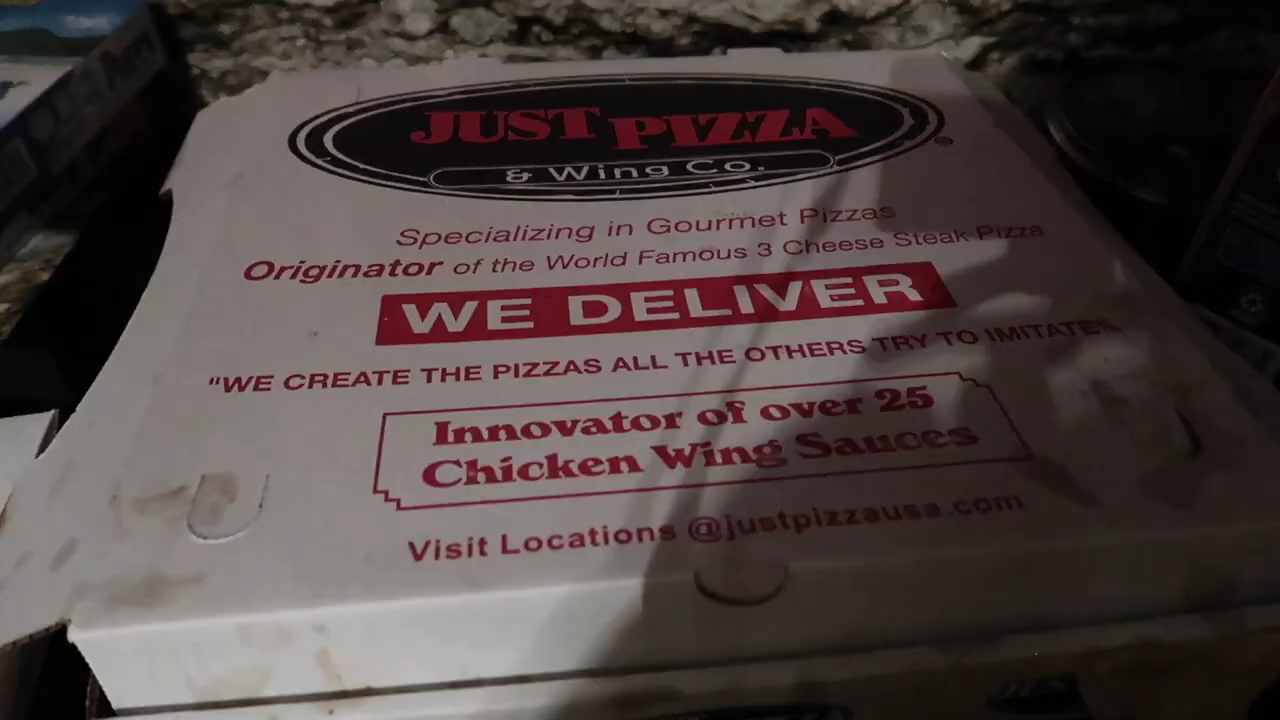 JUST PIZZA
& Wing Co.
®
Specializing in Gourmet Pizzas
Originator of the World Famous 3 Cheese Steak Pizza
WE DELIVER
"WE CREATE THE PIZZAS ALL THE OTHERS TRY TO IMITATE"
Innovator of over 25
Chicken Wing Sauces
Visit Locations @justpizzausa.com